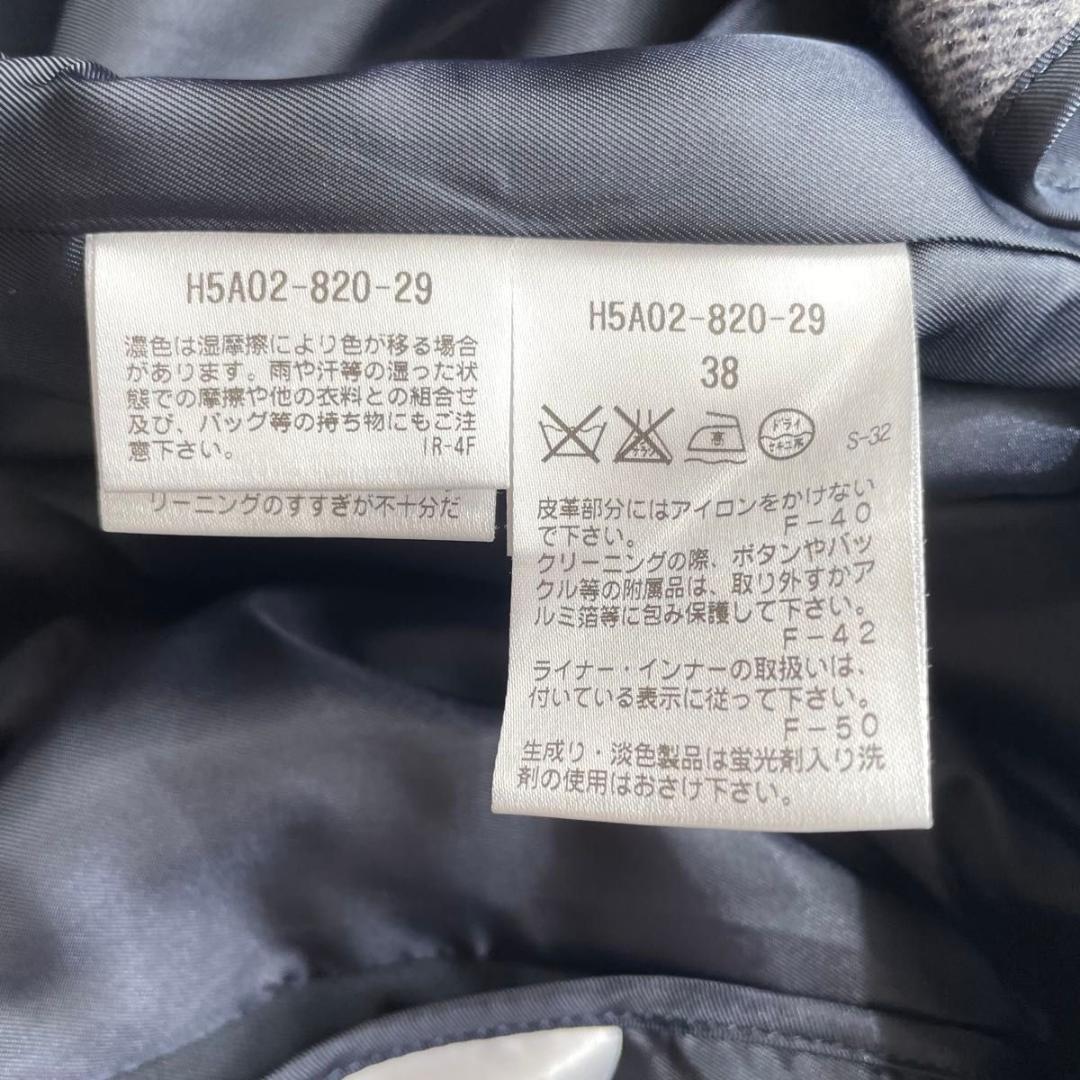 H5A02-820-29
濃色は湿摩擦により色が移る場合
があります。雨や汗等の湿った状
態での摩擦や他の衣料との組合せ
及び、バッグ等の持ち物にもご注
意下さい。 IR-4F
リーニングのすすぎが不十分だ
H5A02-820-29
38
ドライ
セキユ系
S-32
皮革部分にはアイロンをかけない
で下さい。 F-40
クリーニングの際、ボタンやバッ
クル等の附属品は、取り外すかア
ルミ箔等に包み保護して下さい。
F-42
ライナー・インナーの取扱いは、
付いている表示に従って下さい。
F-50
生成り・淡色製品は蛍光剤入り洗
剤の使用はおさけ下さい。